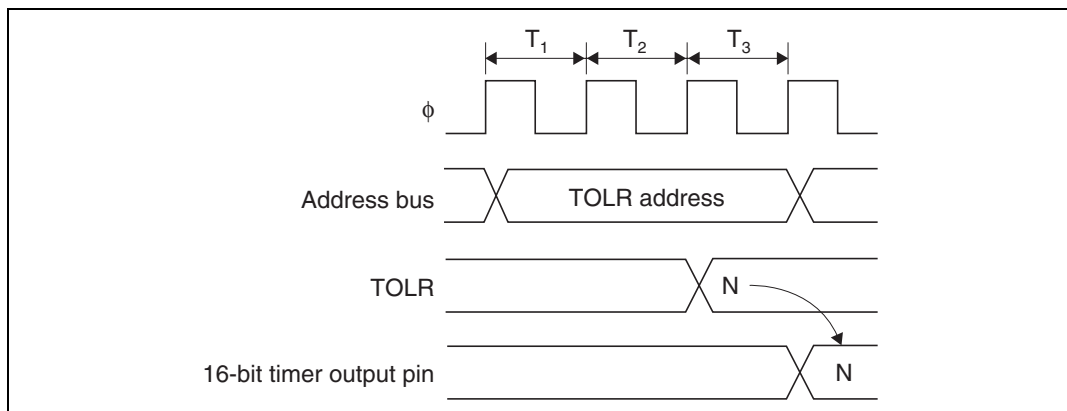 T₁ T₂ T₃
φ
Address bus TOLR address
TOLR N
16-bit timer output pin N